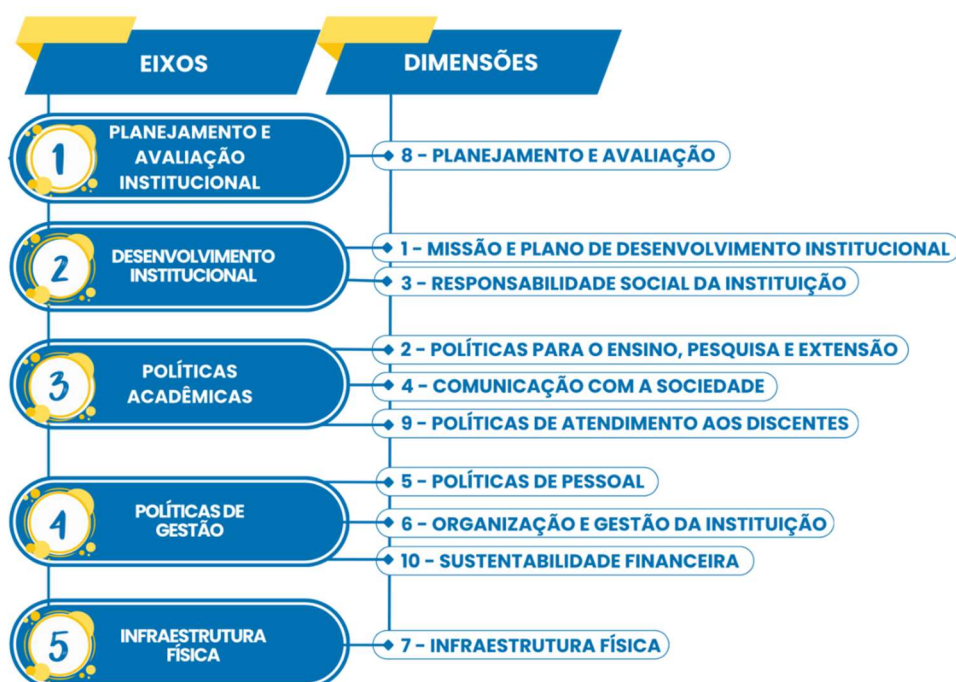 EIXOS
DIMENSÕES
1
PLANEJAMENTO E
AVALIAÇÃO
INSTITUCIONAL
8 - PLANEJAMENTO E AVALIAÇÃO
2
DESENVOLVIMENTO
INSTITUCIONAL
1 - MISSÃO E PLANO DE DESENVOLVIMENTO INSTITUCIONAL
3 - RESPONSABILIDADE SOCIAL DA INSTITUIÇÃO
3
POLÍTICAS
ACADÊMICAS
2 - POLÍTICAS PARA O ENSINO, PESQUISA E EXTENSÃO
4 - COMUNICAÇÃO COM A SOCIEDADE
9 - POLÍTICAS DE ATENDIMENTO AOS DISCENTES
4
POLÍTICAS DE
GESTÃO
5 - POLÍTICAS DE PESSOAL
6 - ORGANIZAÇÃO E GESTÃO DA INSTITUIÇÃO
10 - SUSTENTABILIDADE FINANCEIRA
5
INFRAESTRUTURA
FÍSICA
7 - INFRAESTRUTURA FÍSICA